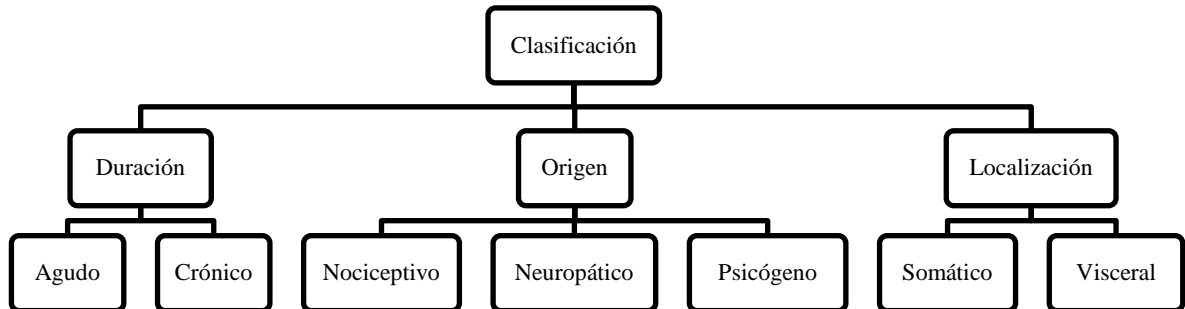 Clasificación
Duración
Origen
Localización
Agudo
Crónico
Nociceptivo
Neuropático
Psicógeno
Somático
Visceral